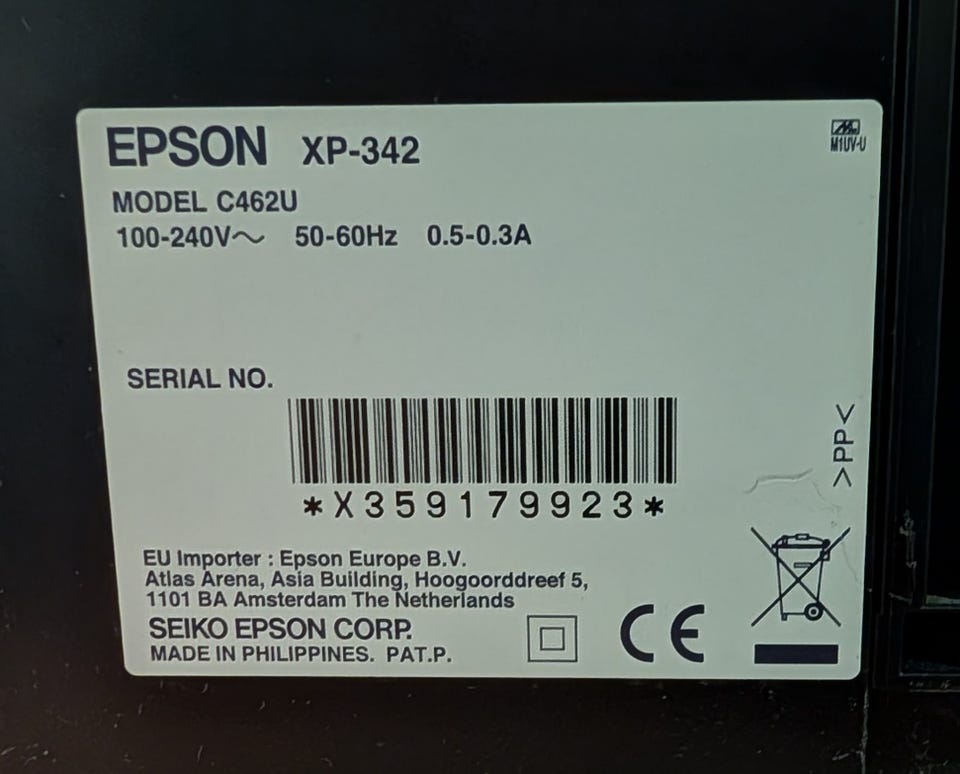 EPSON XP-342
M1UV-U
MODEL C462U
100-240V～ 50-60Hz 0.5-0.3A
SERIAL NO.
*X359179923*
>PP<
EU Importer : Epson Europe B.V.
Atlas Arena, Asia Building, Hoogoorddreef 5,
1101 BA Amsterdam The Netherlands
SEIKO EPSON CORP.
MADE IN PHILIPPINES. PAT.P.
CE